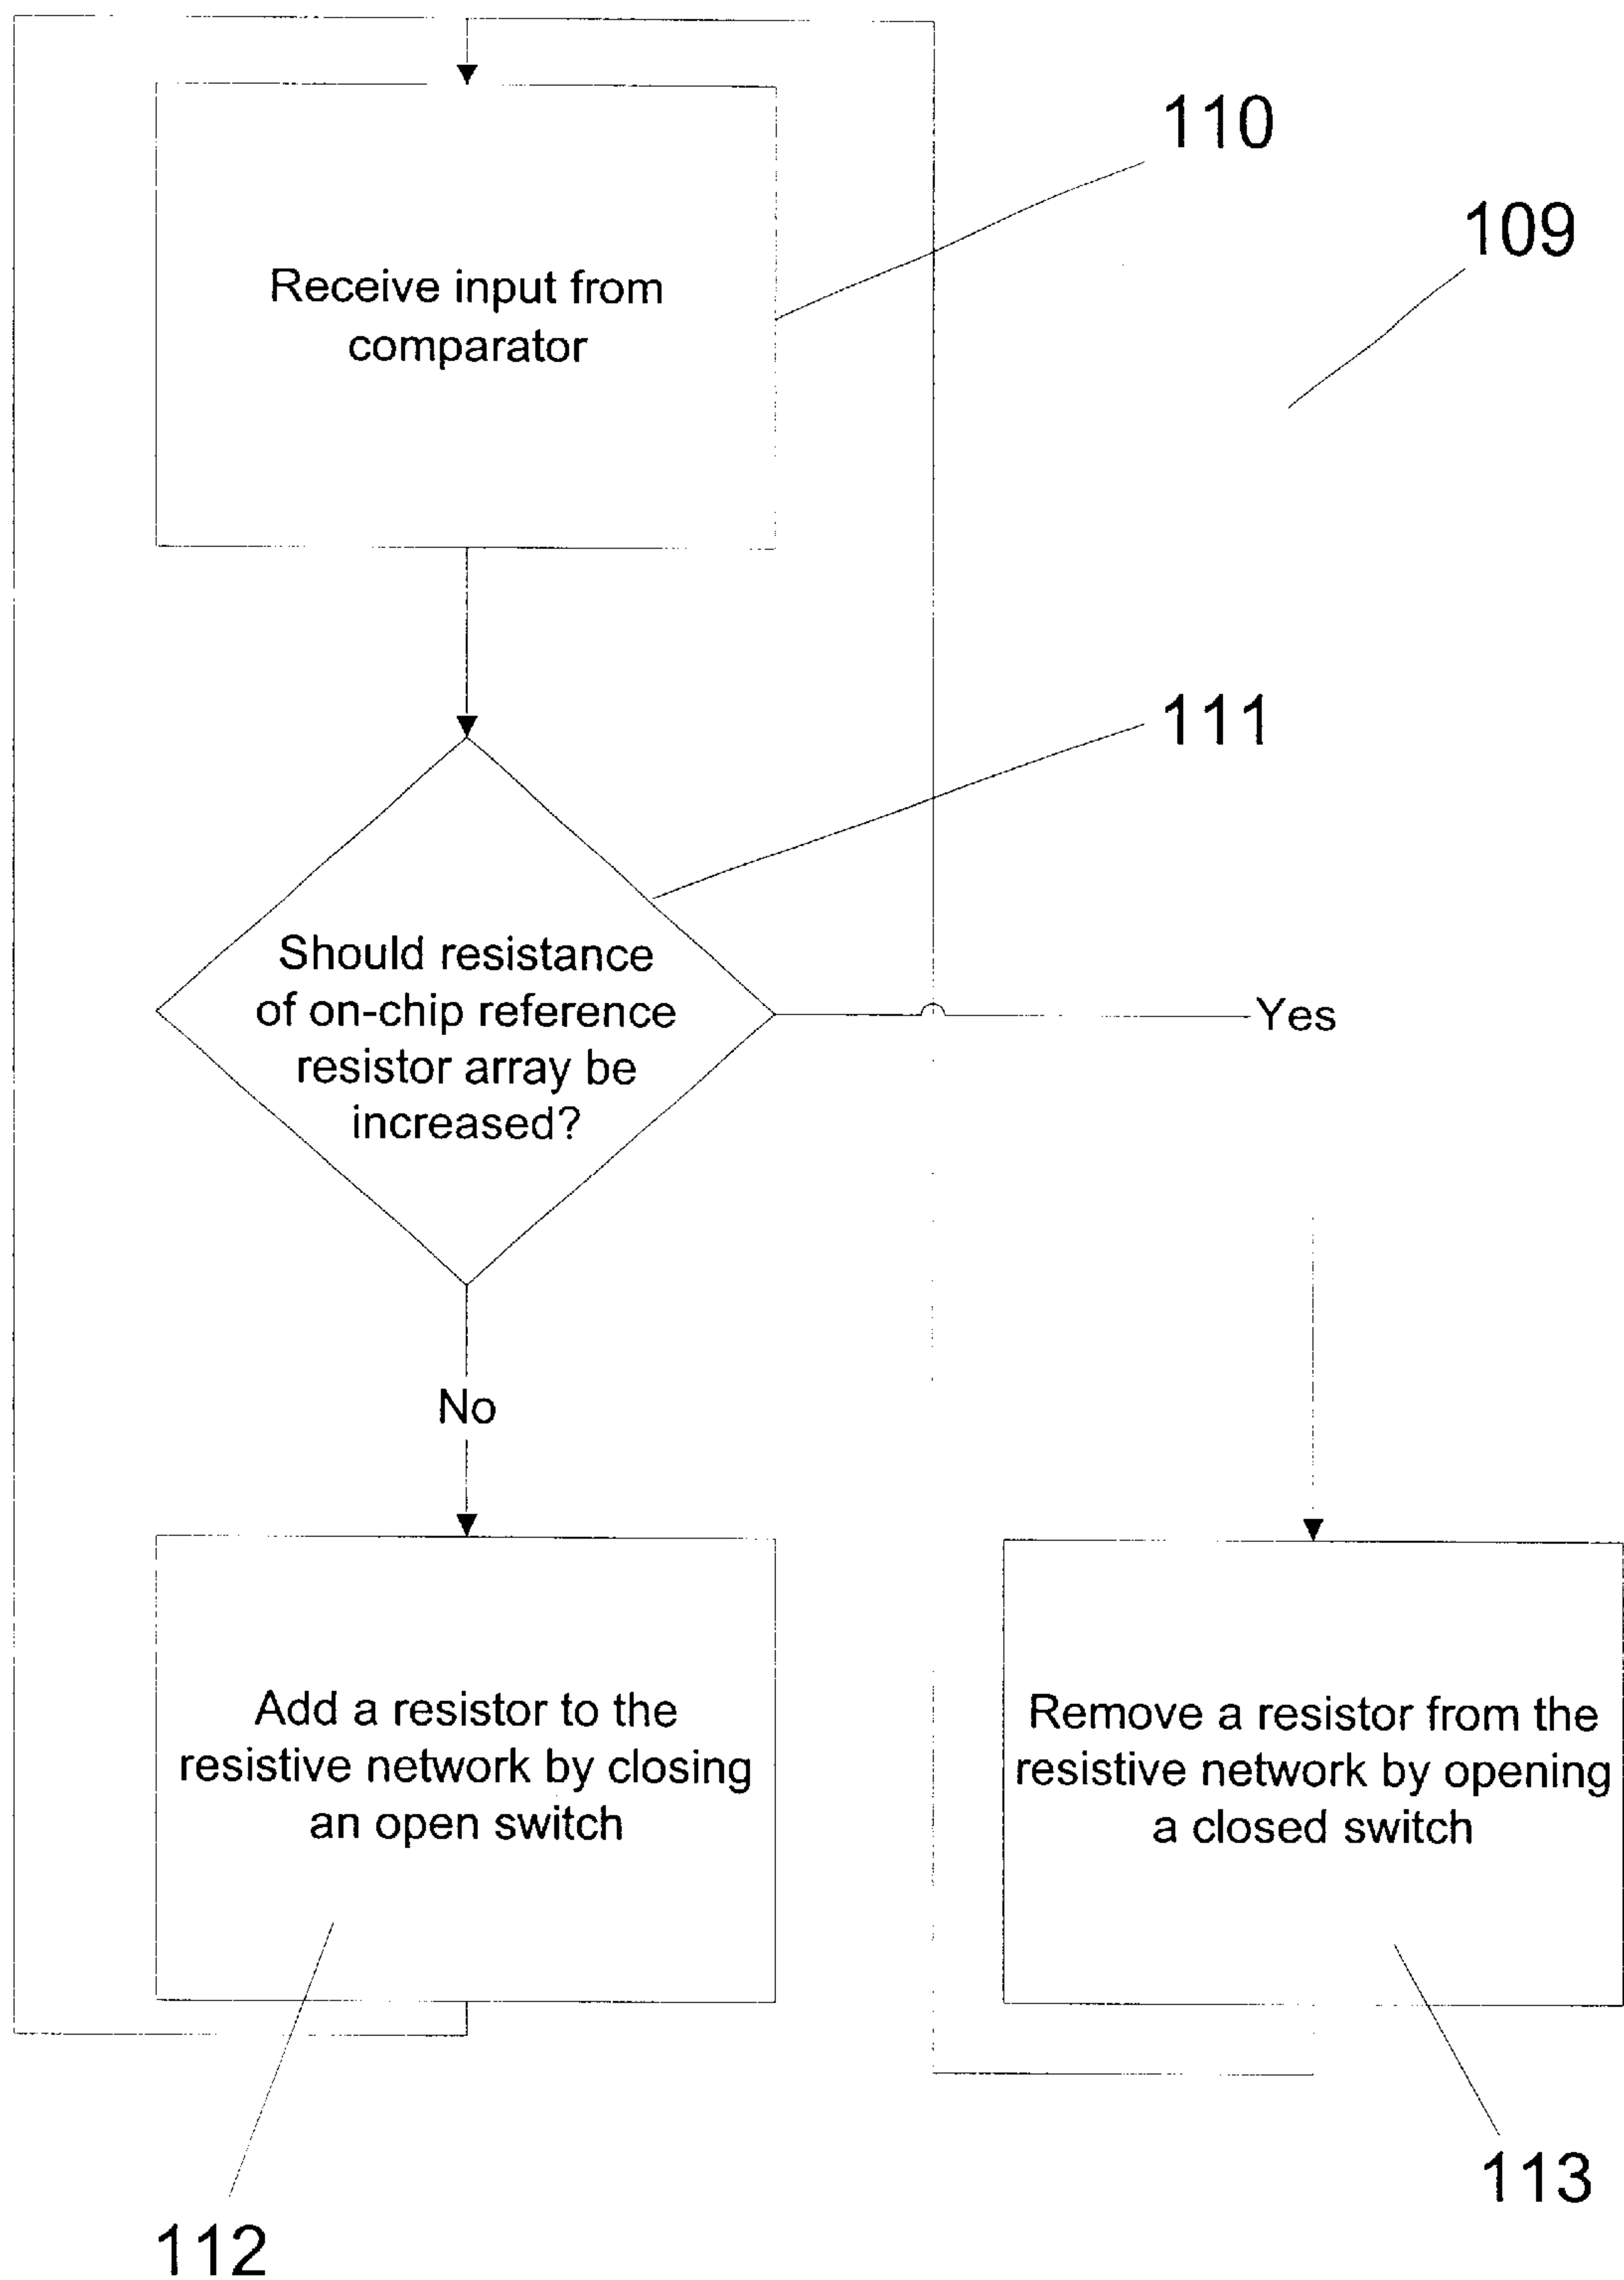 110
109
Receive input from
comparator
111
Should resistance
of on-chip reference
resistor array be
increased?
Yes
No
Add a resistor to the
resistive network by closing
an open switch
Remove a resistor from the
resistive network by opening
a closed switch
113
112